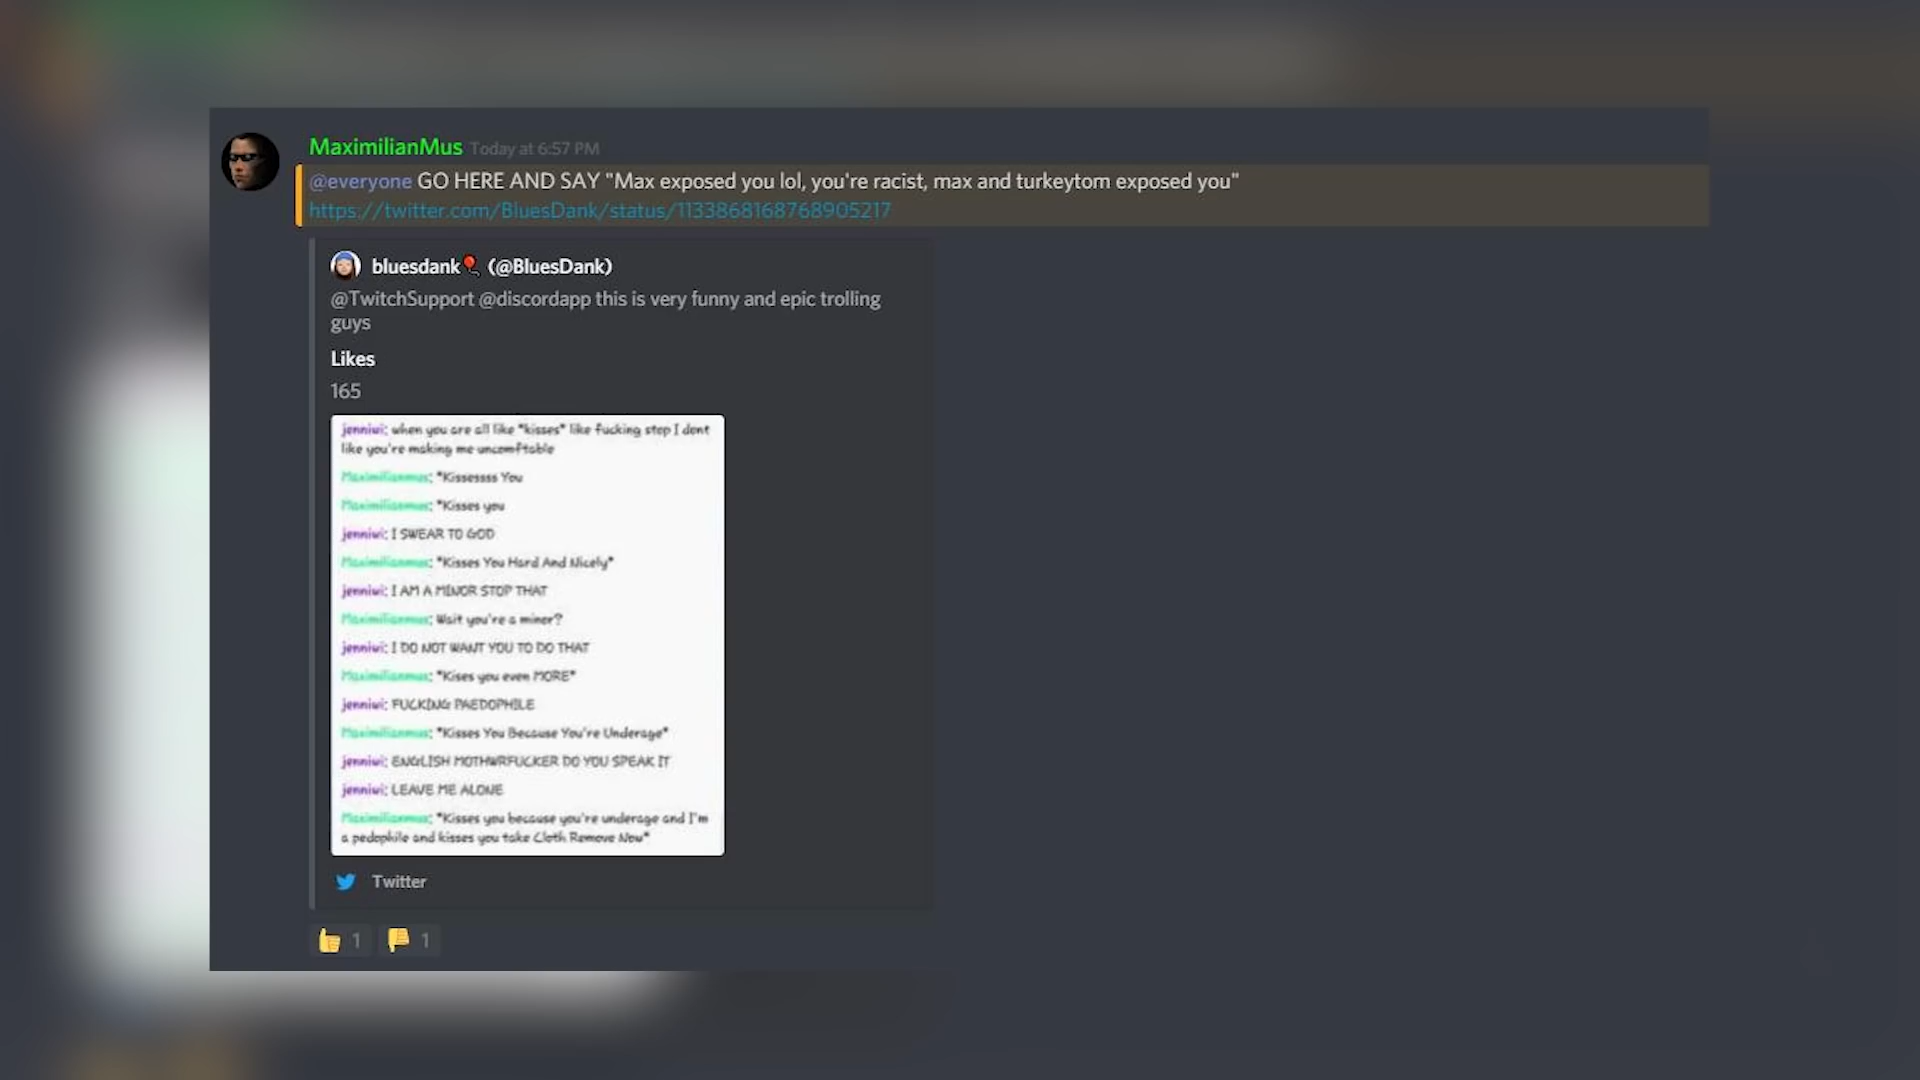 MaximilianMus Today at 6:57 PM
@everyone GO HERE AND SAY "Max exposed you lol, you're racist, max and turkeytom exposed you"
https://twitter.com/BluesDank/status/1133868168768905217
bluesdank🎈 (@BluesDank)
@TwitchSupport @discordapp this is very funny and epic trolling
guys
Likes
165
jenniwi: when you are all like *kisses* like fucking stop I dont
like you're making me uncomftable
Maximilianmus: *Kissessss You
Maximilianmus: *Kisses you
jenniwi: I SWEAR TO GOD
Maximilianmus: *Kisses You Hard And Nicely*
jenniwi: I AM A MINOR STOP THAT
Maximilianmus: Wait you're a miner?
jenniwi: I DO NOT WANT YOU TO DO THAT
Maximilianmus: *Kises you even MORE*
jenniwi: FUCKING PAEDOPHILE
Maximilianmus: *Kisses You Because You're Underage*
jenniwi: ENGLISH MOTHWRFUCKER DO YOU SPEAK IT
jenniwi: LEAVE ME ALONE
Maximilianmus: *Kisses you because you're underage and I'm
a pedophile and kisses you take Cloth Remove Now*
Twitter
👍 1 👎 1